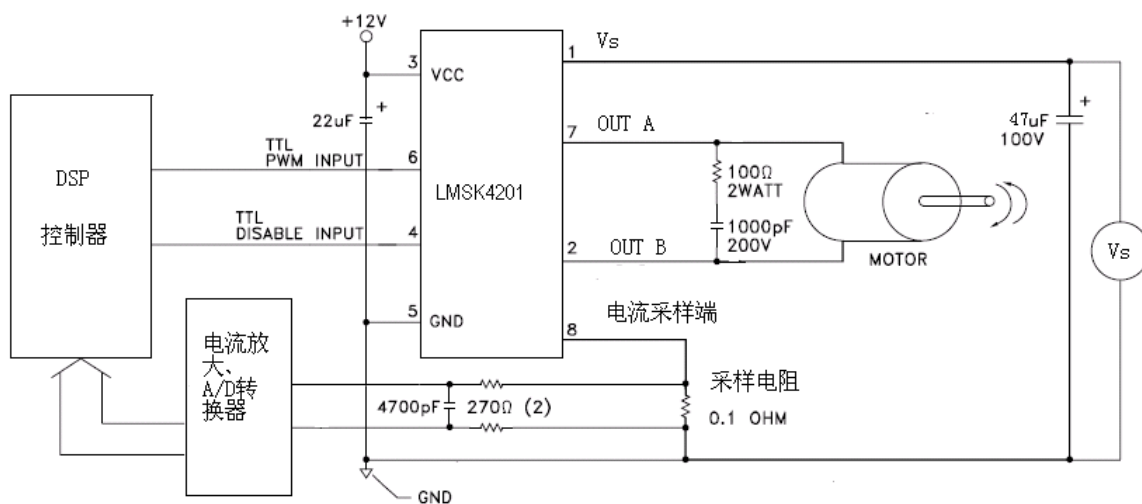 +12V
Vs
1
3
VCC
22uF
+
DSP
控制器
TTL
PWM INPUT
6
TTL
DISABLE INPUT
4
LMSK4201
7
OUT A
100Ω
2WATT
1000pF
200V
2
OUT B
MOTOR
+
47uF
100V
Vs
5
GND
电流采样端
8
电流放
大、
A/D转
换器
4700pF
270Ω (2)
采样电阻
0.1 OHM
GND